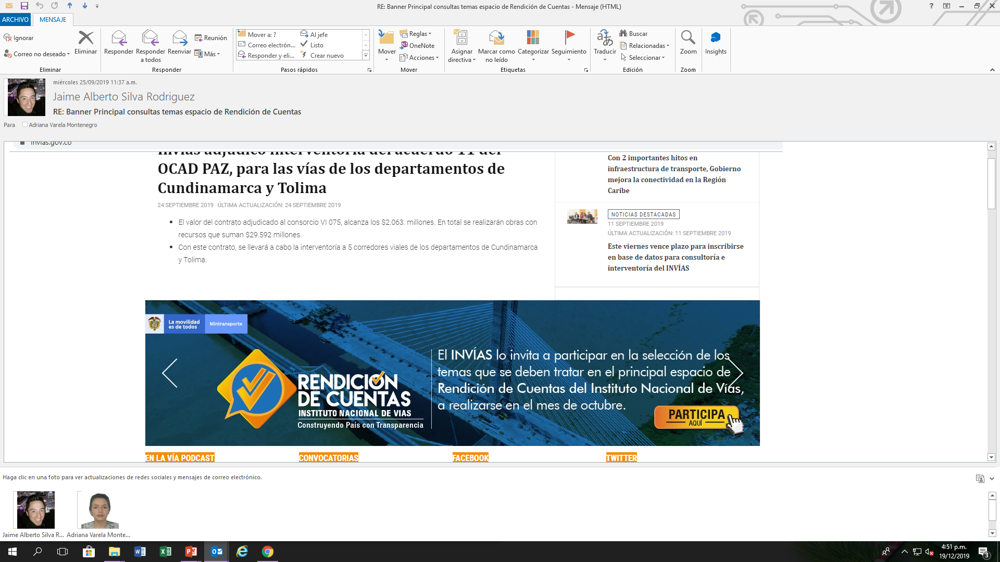 RE: Banner Principal consultas temas espacio de Rendición de Cuentas - Mensaje (HTML)
ARCHIVO
MENSAJE
Ignorar
Correo no deseado
Eliminar
Eliminar
Responder
Responder a todos
Reenviar
Reunión
Más
Responder
Mover a: ?
Correo electrón...
Responder y eli...
Al jefe
Listo
Crear nuevo
Pasos rápidos
Mover
Reglas
OneNote
Acciones
Mover
Asignar directiva
Marcar como no leído
Categorizar
Seguimiento
Etiquetas
Traducir
Buscar
Relacionadas
Seleccionar
Edición
Zoom
Zoom
Insights
miércoles 25/09/2019 11:37 a.m.
Jaime Alberto Silva Rodriguez
RE: Banner Principal consultas temas espacio de Rendición de Cuentas
Para Adriana Varela Montenegro
invias.gov.co
Invías adjudicó interventoría del acuerdo 11 del
OCAD PAZ, para las vías de los departamentos de
Cundinamarca y Tolima
24 SEPTIEMBRE 2019 ÚLTIMA ACTUALIZACIÓN: 24 SEPTIEMBRE 2019
El valor del contrato adjudicado al consorcio VI 075, alcanza los $2.063. millones. En total se realizarán obras con
recursos que suman $29.592 millones.
Con este contrato, se llevará a cabo la interventoría a 5 corredores viales de los departamentos de Cundinamarca
y Tolima.
Con 2 importantes hitos en
infraestructura de transporte, Gobierno
mejora la conectividad en la Región
Caribe
NOTICIAS DESTACADAS
11 SEPTIEMBRE 2019
ÚLTIMA ACTUALIZACIÓN: 11 SEPTIEMBRE 2019
Este viernes vence plazo para inscribirse
en base de datos para consultoría e
interventoría del INVÍAS
La movilidad
es de todos
Mintransporte
RENDICIÓN
DE CUENTAS
INSTITUTO NACIONAL DE VIAS
Construyendo País con Transparencia
El INVÍAS lo invita a participar en la selección de los
temas que se deben tratar en el principal espacio de
Rendición de Cuentas del Instituto Nacional de Vías,
a realizarse en el mes de octubre.
PARTICIPA
AQUÍ
EN LA VÍA PODCAST
CONVOCATORIAS
FACEBOOK
TWITTER
Haga clic en una foto para ver actualizaciones de redes sociales y mensajes de correo electrónico.
Jaime Alberto Silva R...
Adriana Varela Monte...
4:51 p.m.
19/12/2019
3